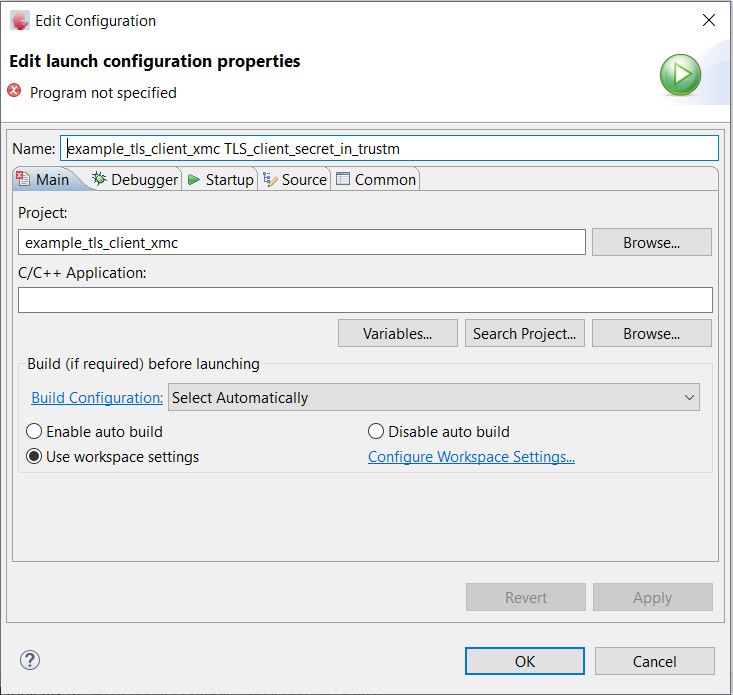 Edit Configuration
Edit launch configuration properties
Program not specified
Name: example_tls_client_xmc TLS_client_secret_in_trustm
Main Debugger Startup Source Common
Project:
example_tls_client_xmc Browse...
C/C++ Application:
Variables... Search Project... Browse...
Build (if required) before launching
Build Configuration: Select Automatically
Enable auto build Disable auto build
Use workspace settings Configure Workspace Settings...
Revert Apply
? OK Cancel